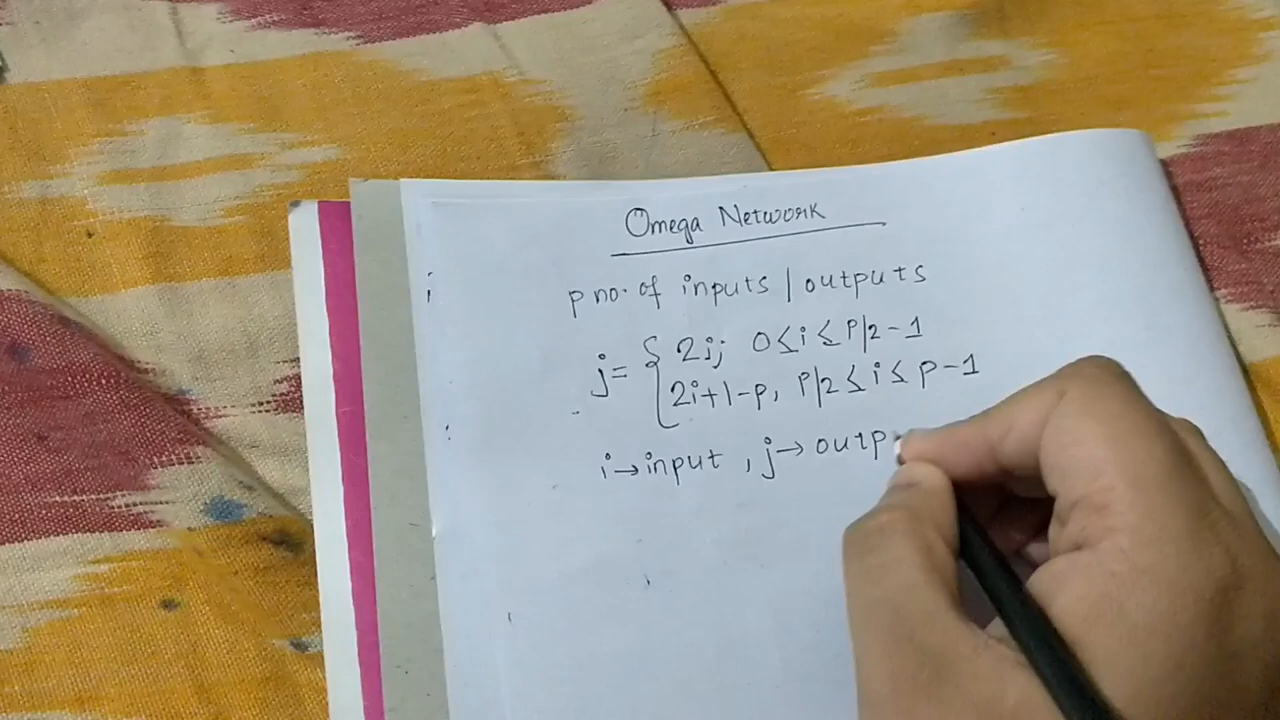 Omega Network
p no. of inputs | outputs
j= { 2i; 0≤i≤P/2-1
2i+1-p, P/2≤i≤p-1
i→input, j→outp